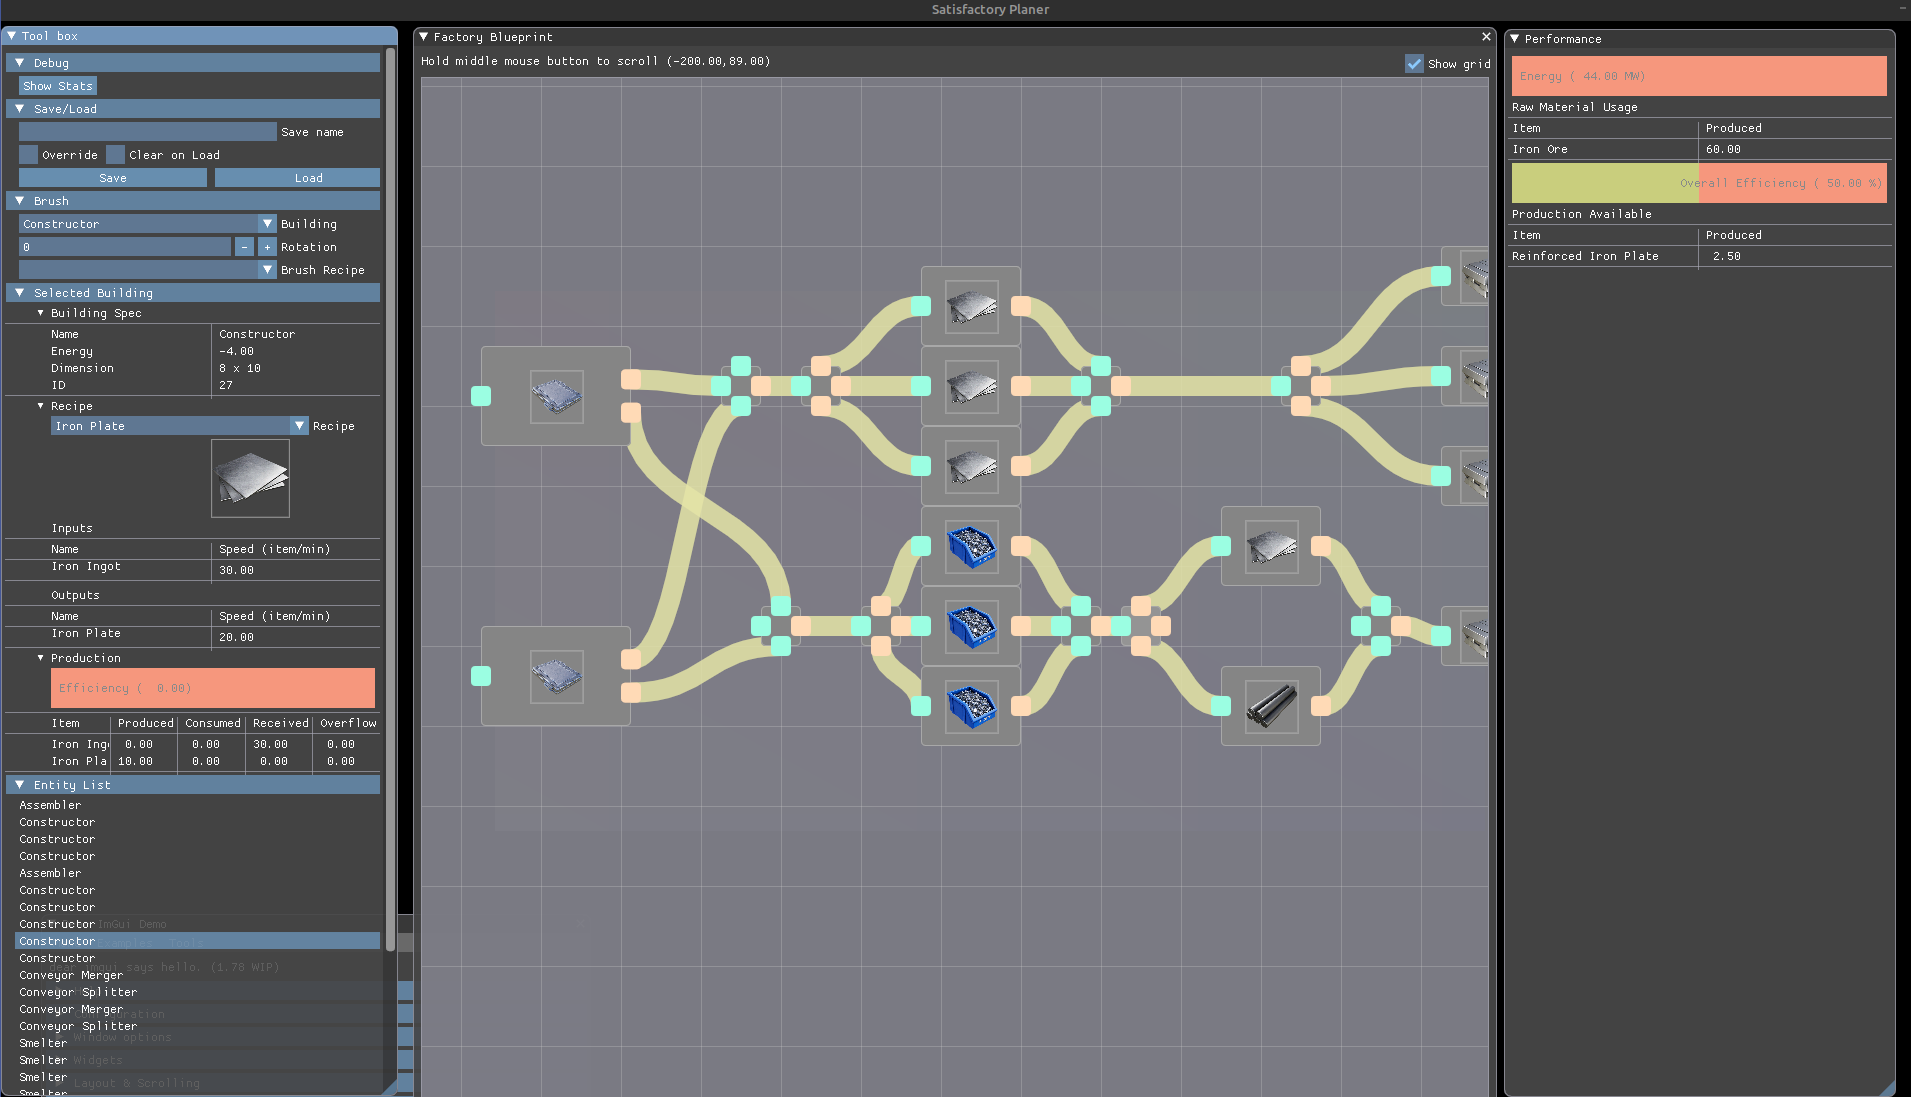 Satisfactory Planer
Tool box
Debug
Show Stats
Save/Load
Save name
Override Clear on Load
Save Load
Brush
Constructor Building
0 - + Rotation
Brush Recipe
Selected Building
Building Spec
Name Constructor
Energy -4.00
Dimension 8 x 10
ID 27
Recipe
Iron Plate Recipe
Inputs
Name Speed (item/min)
Iron Ingot 30.00
Outputs
Name Speed (item/min)
Iron Plate 20.00
Production
Efficiency ( 0.00)
Item Produced Consumed Received Overflow
Iron Ing 0.00 0.00 30.00 0.00
Iron Pla 10.00 0.00 0.00 0.00
Entity List
Assembler
Constructor
Constructor
Constructor
Assembler
Constructor
Constructor
Constructor ImGui Demo
Constructor Examples
Constructor
Conveyor Merger says hello. (1.78 WIP)
Conveyor Splitter
Conveyor Merger
Conveyor Splitter
Smelter Window options
Smelter Widgets
Smelter Layout & Scrolling
Smelter
Factory Blueprint
Hold middle mouse button to scroll (-200.00,89.00) Show grid
Performance
Energy ( 44.00 MW)
Raw Material Usage
Item Produced
Iron Ore 60.00
Overall Efficiency ( 50.00 %)
Production Available
Item Produced
Reinforced Iron Plate 2.50